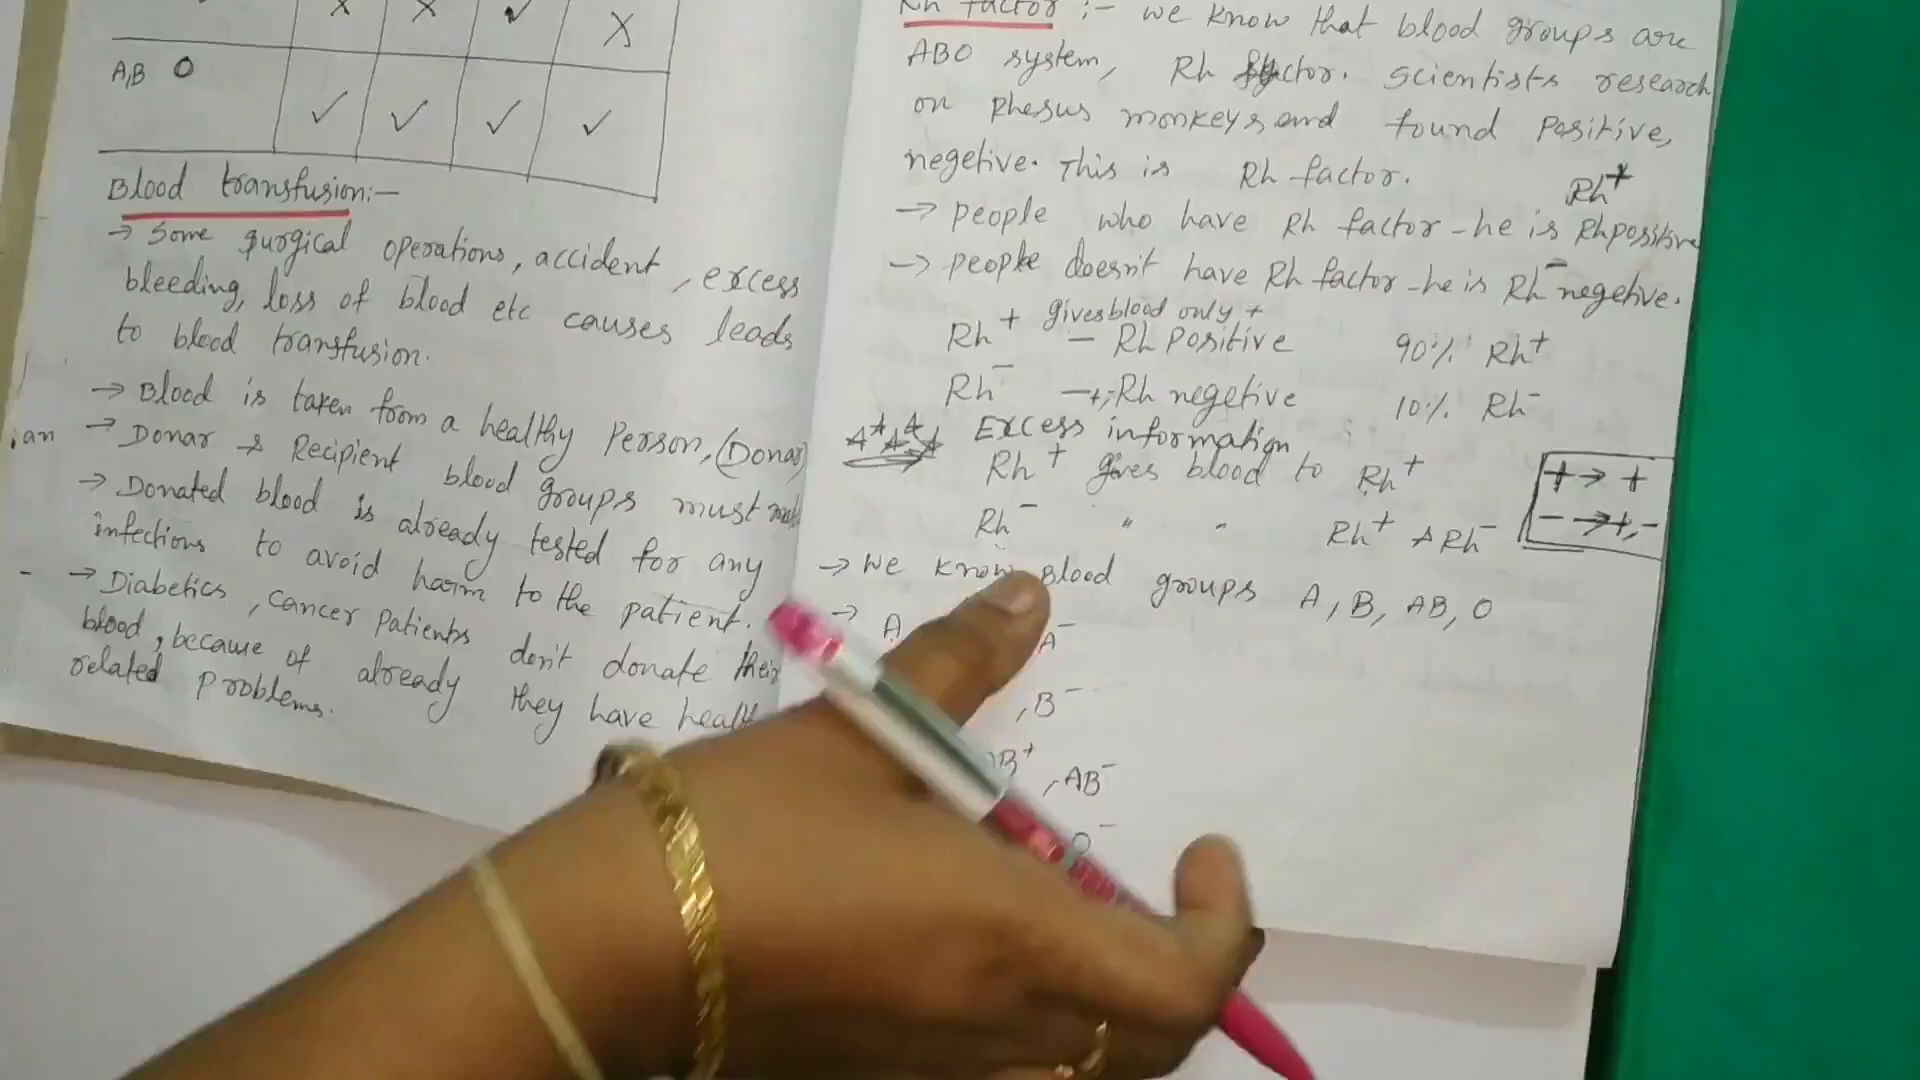 X X ✓ X
A,B O
✓ ✓ ✓ ✓
Blood transfusion:-
→ Some surgical operations, accident, excess
bleeding, loss of blood etc causes leads
to blood transfusion.
→ Blood is taken from a healthy Person, (Donar)
→ Donar & Recipient blood groups must
→ Donated blood is already tested for any
infections to avoid harm to the patient.
→ Diabetics, cancer patients don't donate their
blood, because of already they have
related problems.
ian
Rh factor :- we know that blood groups are
ABO system, Rh factor. scientists research
on Rhesus monkeys and found Positive,
negetive. This is Rh factor.
Rh+
→ people who have Rh factor - he is Rh possitive
→ people doesn't have Rh factor - he is Rh- negetive.
gives blood only +
Rh+ - Rh Positive 90% Rh+
Rh- -+,- Rh negetive 10% Rh-
Excess information
Rh+ gives blood to Rh+
+ → +
Rh- " " Rh+ & Rh-
- → +,-
→ We know Blood groups A, B, AB, O
→ A A-
, B-
B+ , AB-
O-